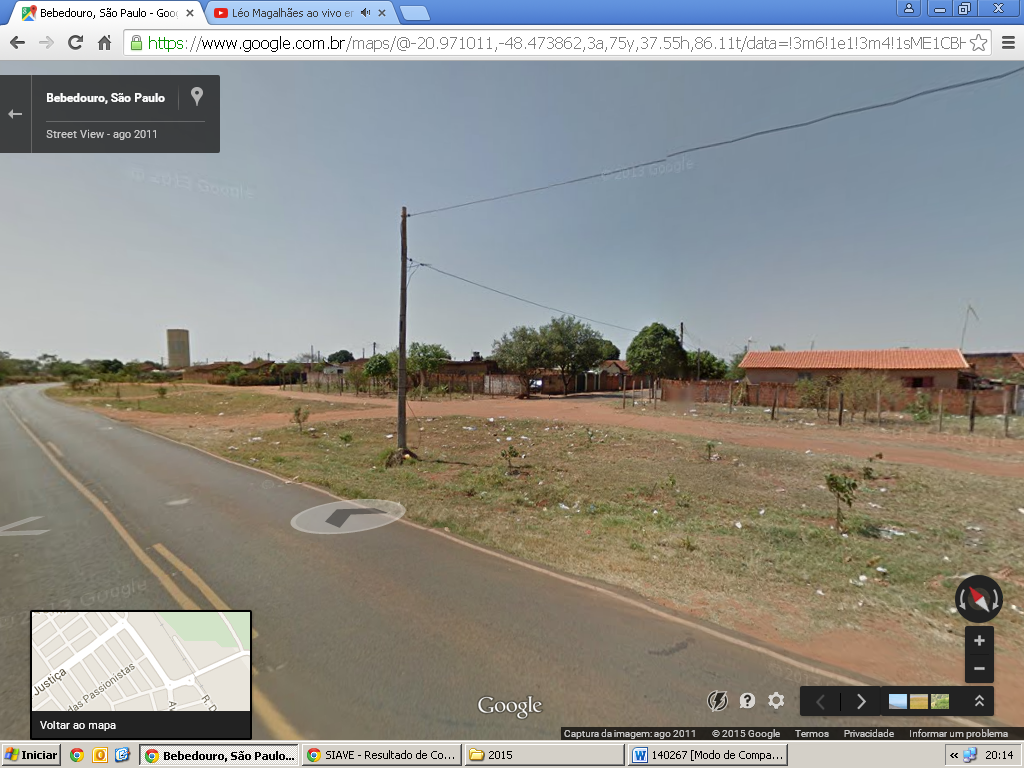 Bebedouro, São Paulo - Goo
Léo Magalhães ao vivo er
https://www.google.com.br/maps/@-20.971011,-48.473862,3a,75y,37.55h,86.11t/data=!3m6!1e1!3m4!1sME1CBH
Bebedouro, São Paulo
Street View - ago 2011
© 2013 Google
© 2013 Google
2013 Google
Justiça
das Passionistas
Av
R. D
Voltar ao mapa
Google
Captura da imagem: ago 2011 © 2015 Google Termos Privacidade Informar um problema
Iniciar
Bebedouro, São Paulo...
SIAVE - Resultado de Co...
2015
140267 [Modo de Compa...
20:14